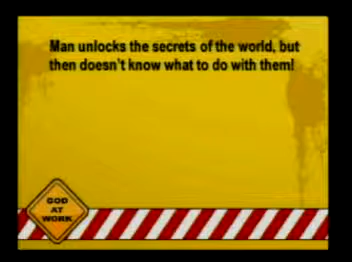 Man unlocks the secrets of the world, but
then doesn't know what to do with them!
GOD
AT
WORK